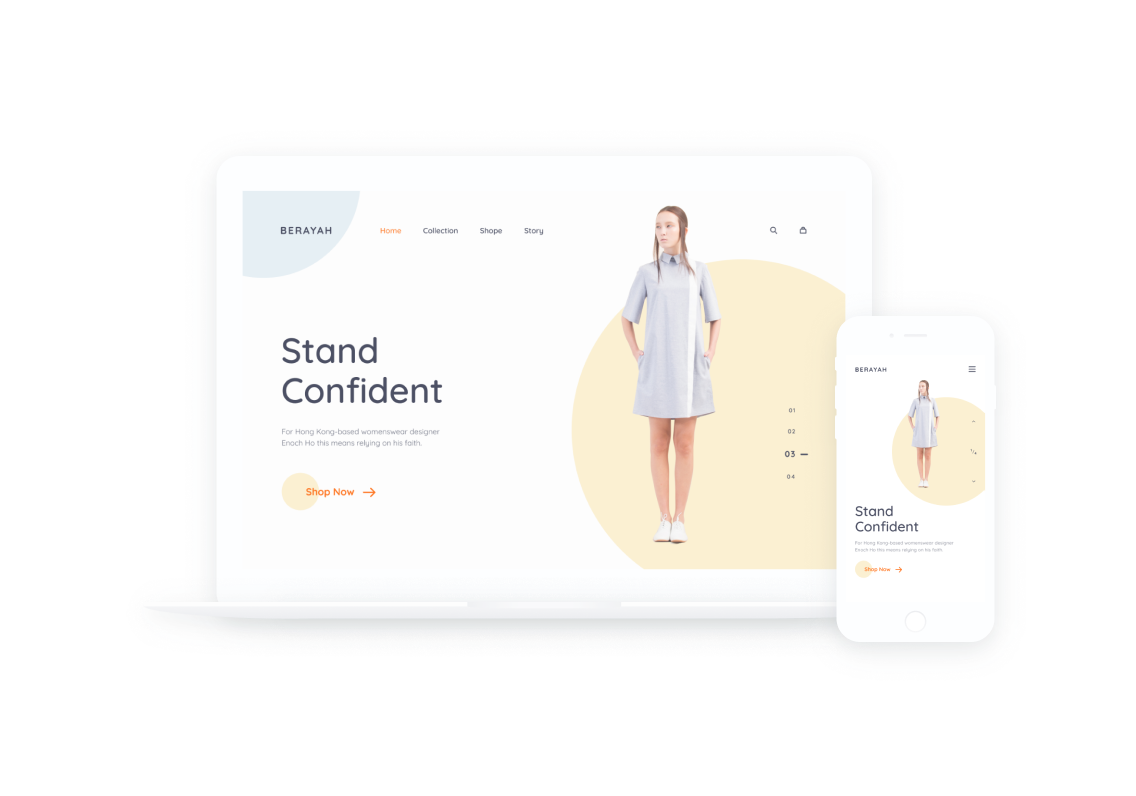 BERAYAH
Home Collection Shope Story
Stand
Confident
For Hong Kong-based womenswear designer
Enoch Ho this means relying on his faith.
Shop Now
01
02
03
04
BERAYAH
Stand
Confident
For Hong Kong-based womenswear designer
Enoch Ho this means relying on his faith.
Shop Now